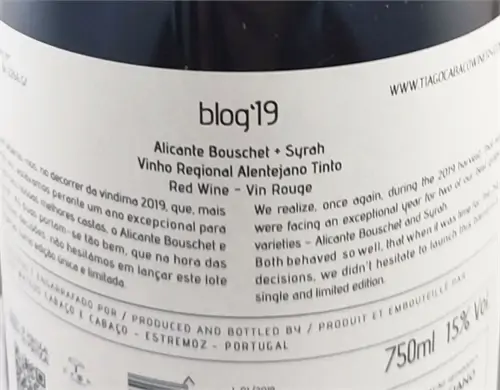 WWW.TIAGOCABACOWINES
blog'19
Alicante Bouschet + Syrah
Vinho Regional Alentejano Tinto
Red Wine - Vin Rouge
no decorrer da vindima 2019, que, mais
perante um ano excepcional para
melhores castas, o Alicante Bouschet e
portam-se tão bem, que na hora das
não hesitámos em lançar este lote
edição única e limitada.
We realize, once again, during the 2019 harvest, that
were facing an exceptional year for two of our
varieties - Alicante Bouschet and Syrah.
Both behaved so well, that when it was time for
decisions, we didn't hesitate to launch this
single and limited edition.
ENGARRAFADO POR / PRODUCED AND BOTTLED BY / PRODUIT ET EMBOUTEILLÉ PAR
CABAÇO E CABAÇO - ESTREMOZ - PORTUGAL
750ml 15% Vol